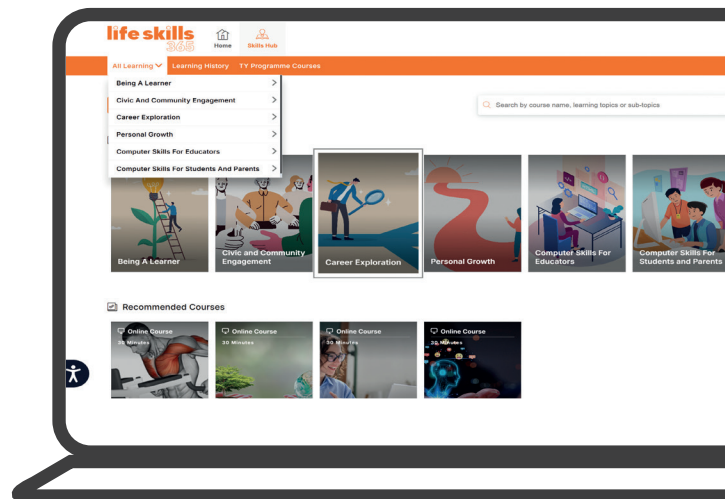 life skills
365
Home
Skills Hub
All Learning
Learning History
TY Programme Courses
Being A Learner
Civic And Community Engagement
Career Exploration
Personal Growth
Computer Skills For Educators
Computer Skills For Students And Parents
Search by course name, learning topics or sub-topics
Being A Learner
Civic and Community
Engagement
Career Exploration
Personal Growth
Computer Skills For
Educators
Computer Skills For
Students and Parents
Recommended Courses
Online Course
30 Minutes
Online Course
30 Minutes
Online Course
30 Minutes
Online Course
30 Minutes